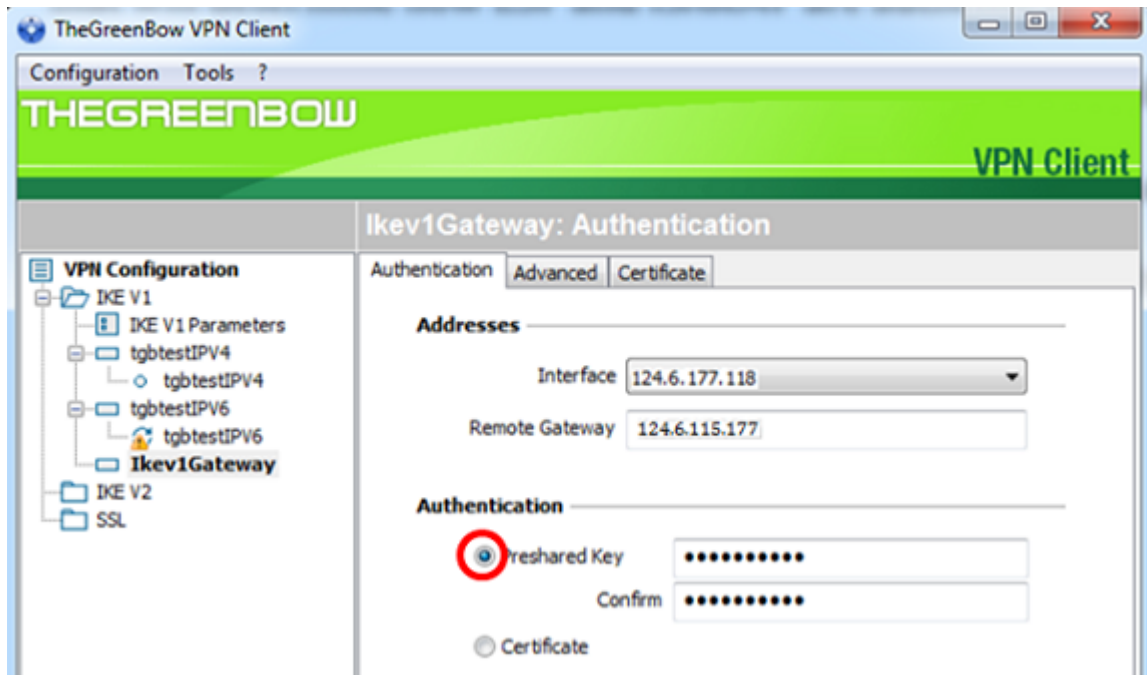 TheGreenBow VPN Client
Configuration Tools ?
THEGREENBOW
VPN Client
Ikev1Gateway: Authentication
VPN Configuration
IKE V1
IKE V1 Parameters
tgbtestIPV4
tgbtestIPV4
tgbtestIPV6
tgbtestIPV6
Ikev1Gateway
IKE V2
SSL
Authentication Advanced Certificate
Addresses
Interface 124.6.177.118
Remote Gateway 124.6.115.177
Authentication
Preshared Key ••••••••••
Confirm ••••••••••
Certificate